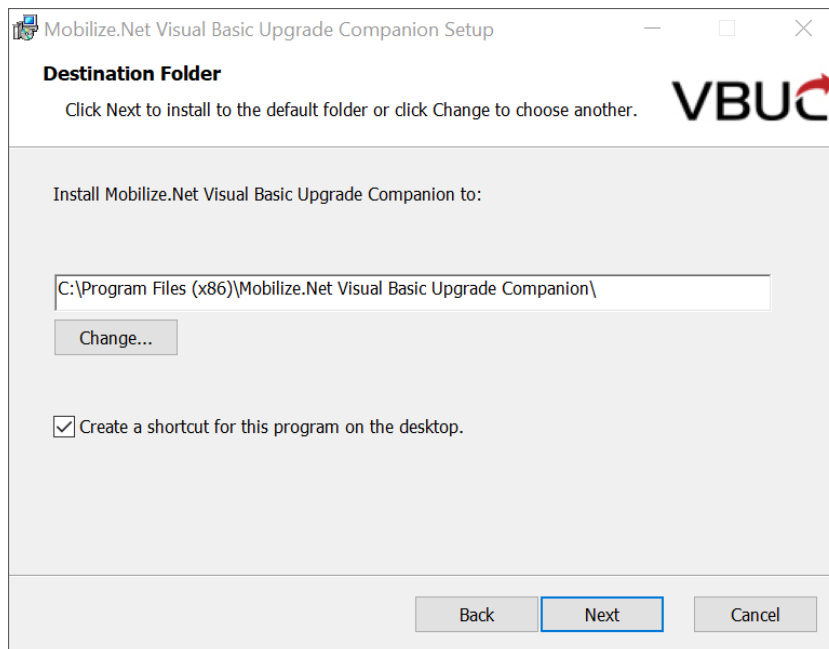 Mobilize.Net Visual Basic Upgrade Companion Setup
Destination Folder
Click Next to install to the default folder or click Change to choose another.
VBUC
Install Mobilize.Net Visual Basic Upgrade Companion to:
C:\Program Files (x86)\Mobilize.Net Visual Basic Upgrade Companion\
Change...
Create a shortcut for this program on the desktop.
Back Next Cancel